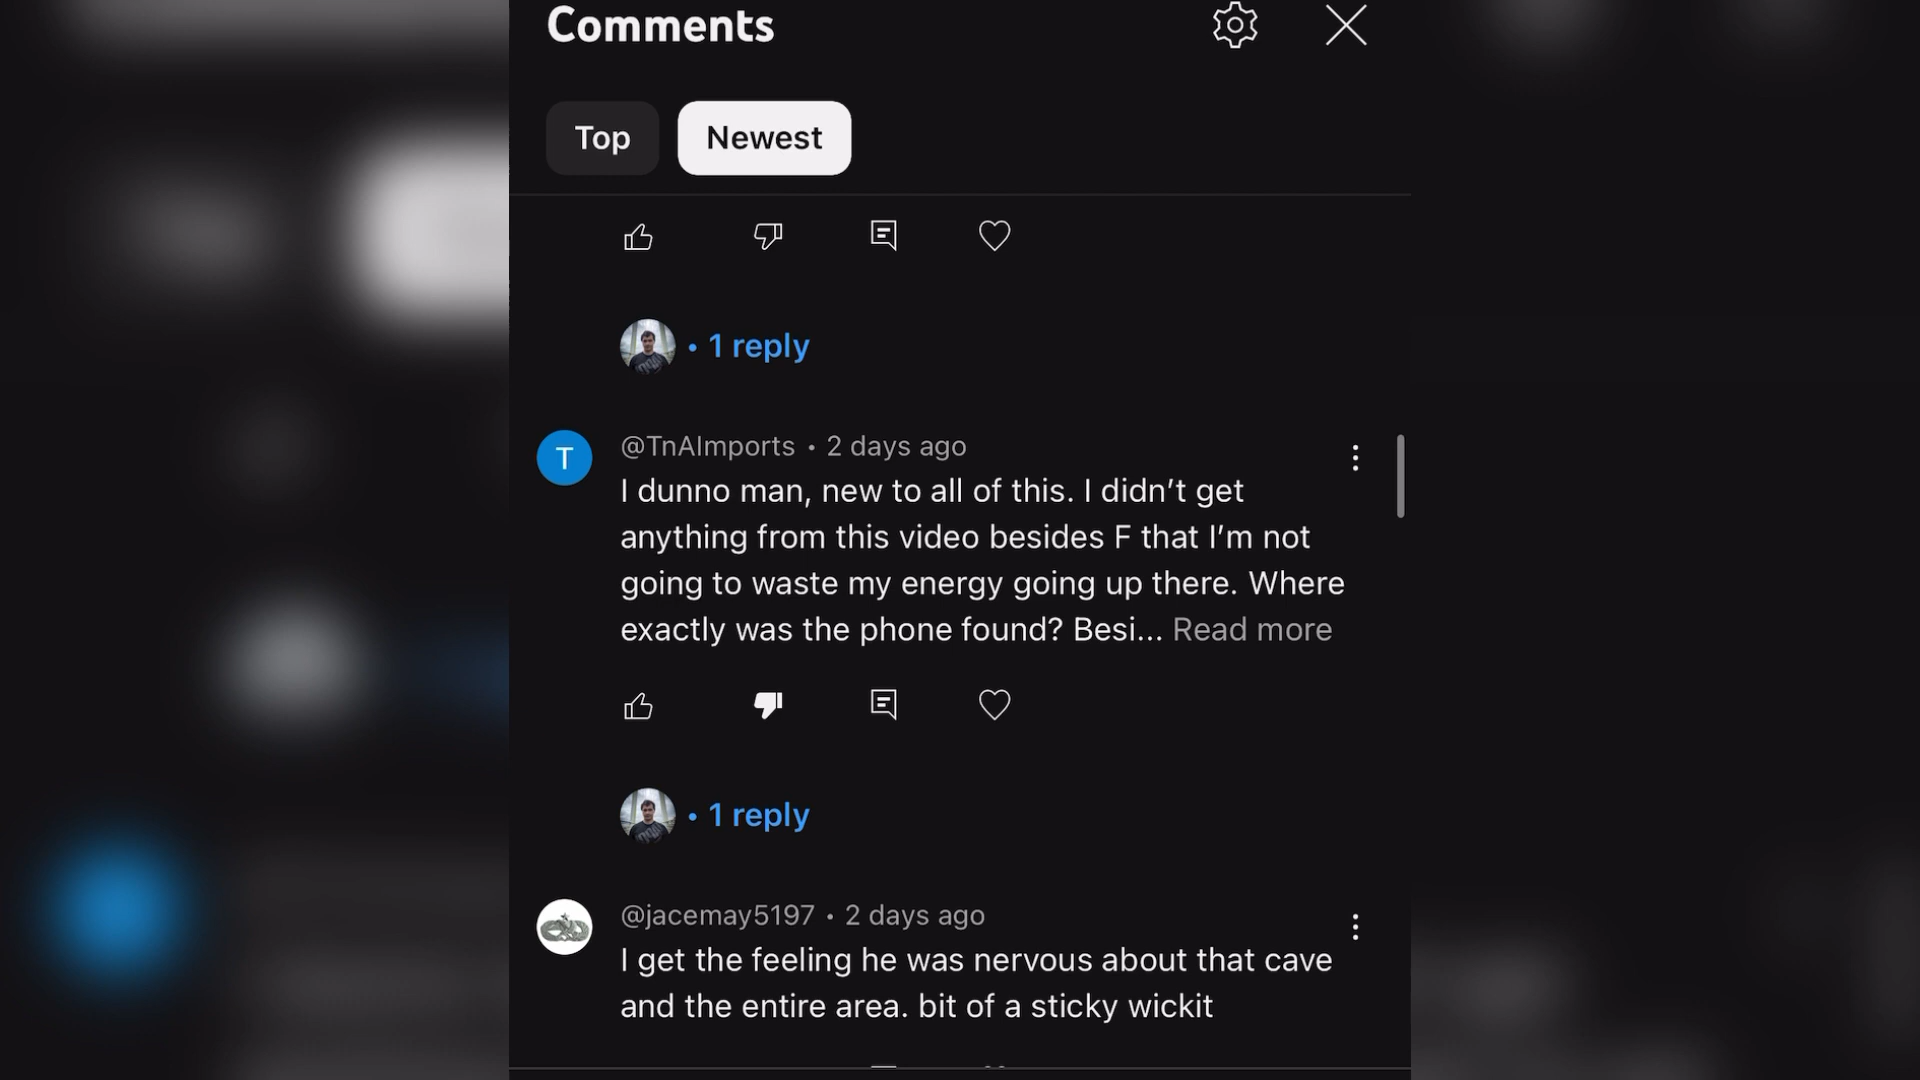 Comments
Top
Newest
• 1 reply
T
@TnAImports • 2 days ago
I dunno man, new to all of this. I didn’t get
anything from this video besides F that I’m not
going to waste my energy going up there. Where
exactly was the phone found? Besi... Read more
• 1 reply
@jacemay5197 • 2 days ago
I get the feeling he was nervous about that cave
and the entire area. bit of a sticky wickit